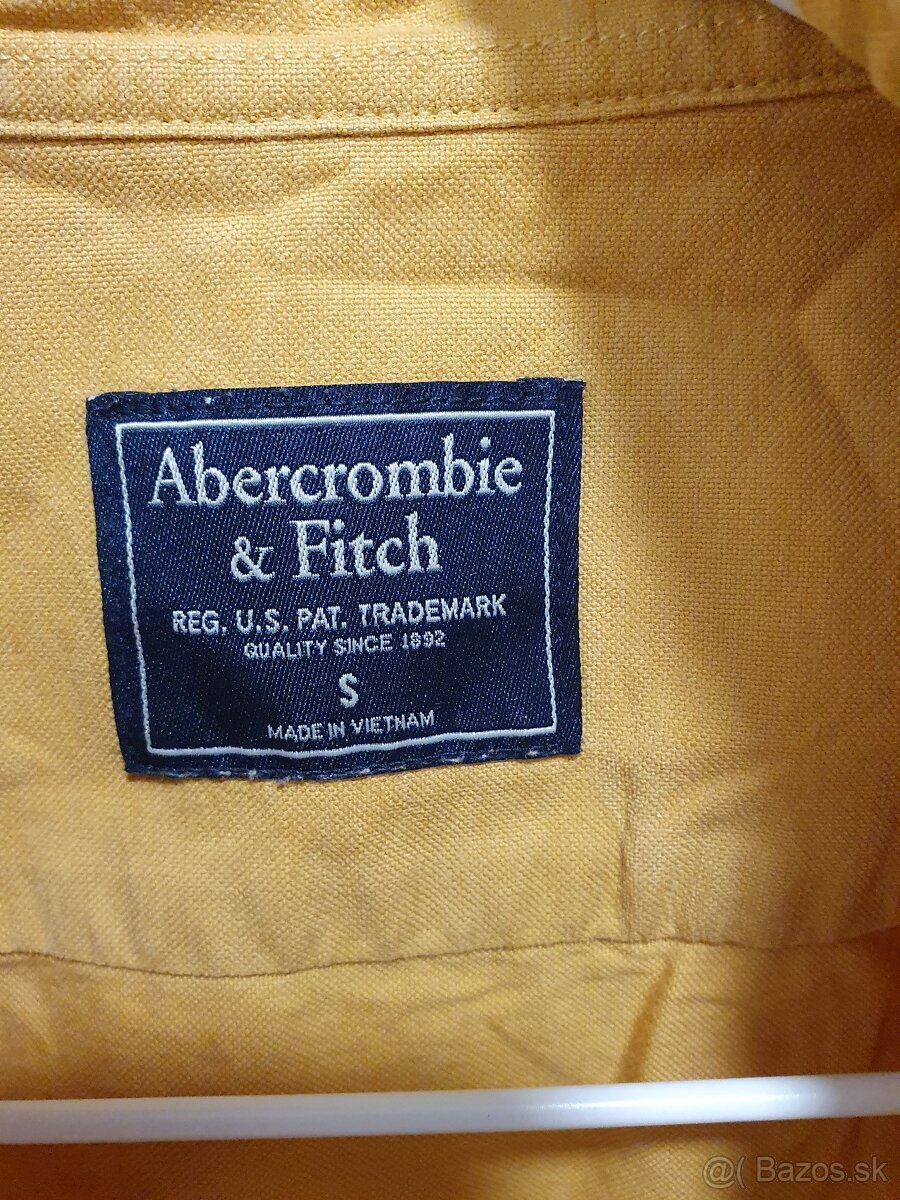 Abercrombie
& Fitch
REG. U.S. PAT. TRADEMARK
QUALITY SINCE 1892
S
MADE IN VIETNAM
@( Bazos.sk